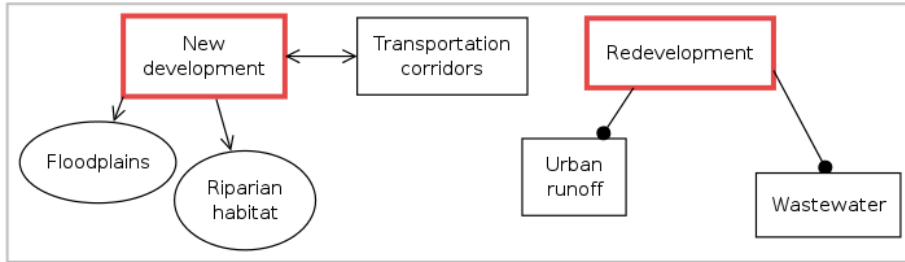 New
development
Transportation
corridors
Redevelopment
Floodplains
Riparian
habitat
Urban
runoff
Wastewater